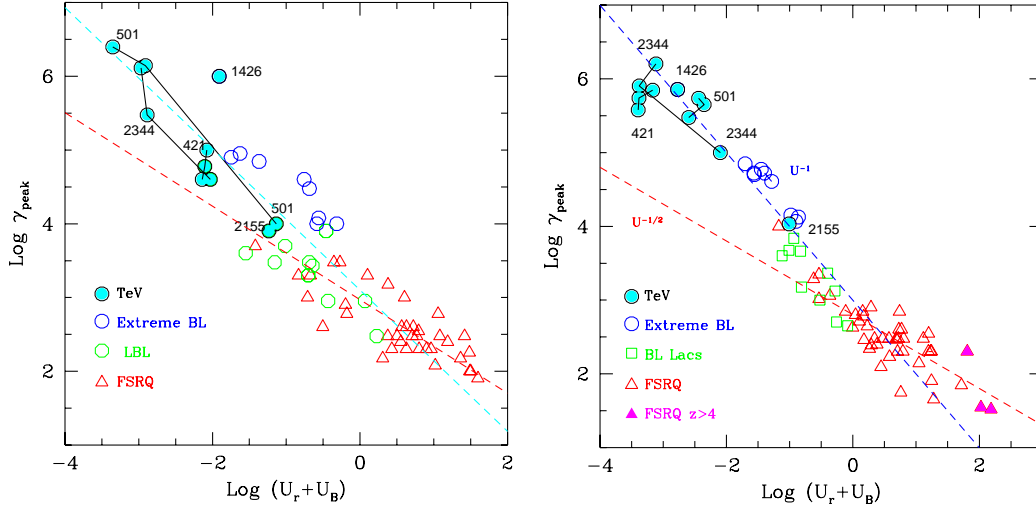 501
1426
2344
421
501
2155
TeV
Extreme BL
LBL
FSRQ
6
4
2
−4
−2
0
2
Log γpeak
Log (Ur+UB)
2344
1426
501
421
2344
U−1
U−1/2
2155
TeV
Extreme BL
BL Lacs
FSRQ
FSRQ z>4
6
4
2
−4
−2
0
2
Log γpeak
Log (Ur+UB)